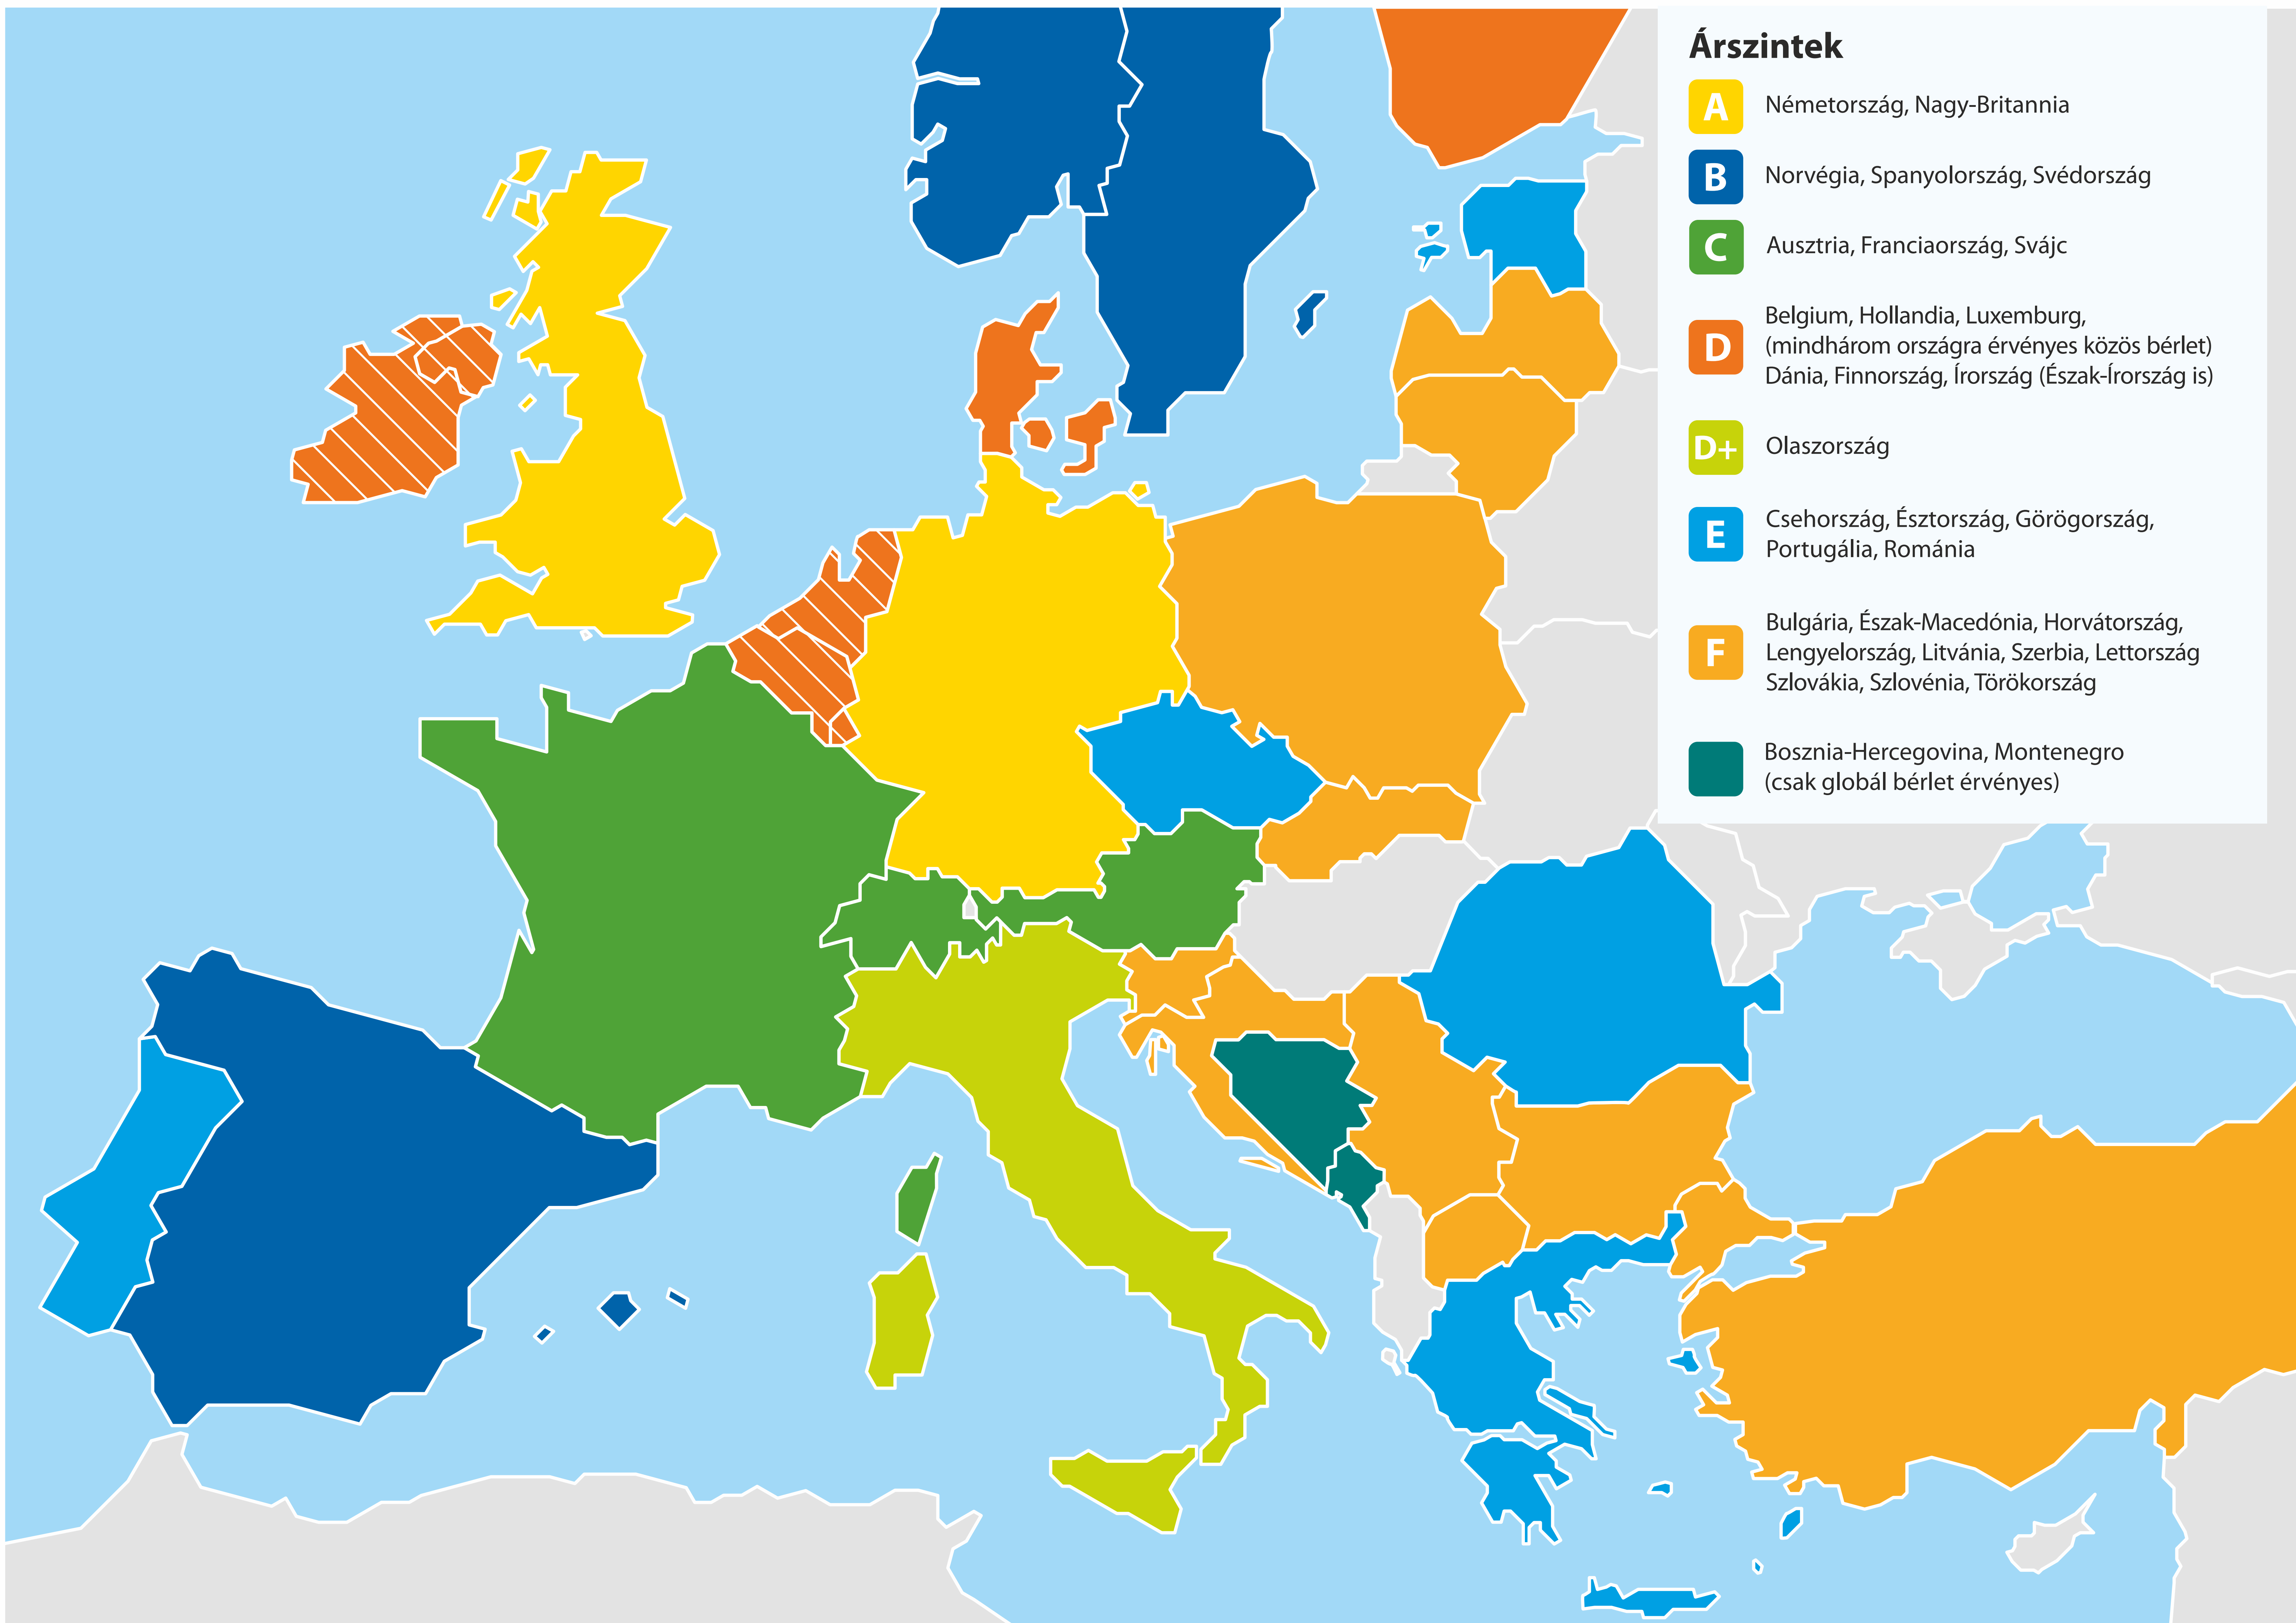 Árszintek
A
Németország, Nagy-Britannia
B
Norvégia, Spanyolország, Svédország
C
Ausztria, Franciaország, Svájc
D
Belgium, Hollandia, Luxemburg,
(mindhárom országra érvényes közös bérlet)
Dánia, Finnország, Írország (Észak-Írország is)
D+
Olaszország
E
Csehország, Észtország, Görögország,
Portugália, Románia
F
Bulgária, Észak-Macedónia, Horvátország,
Lengyelország, Litvánia, Szerbia, Lettország
Szlovákia, Szlovénia, Törökország
Bosznia-Hercegovina, Montenegro
(csak globál bérlet érvényes)